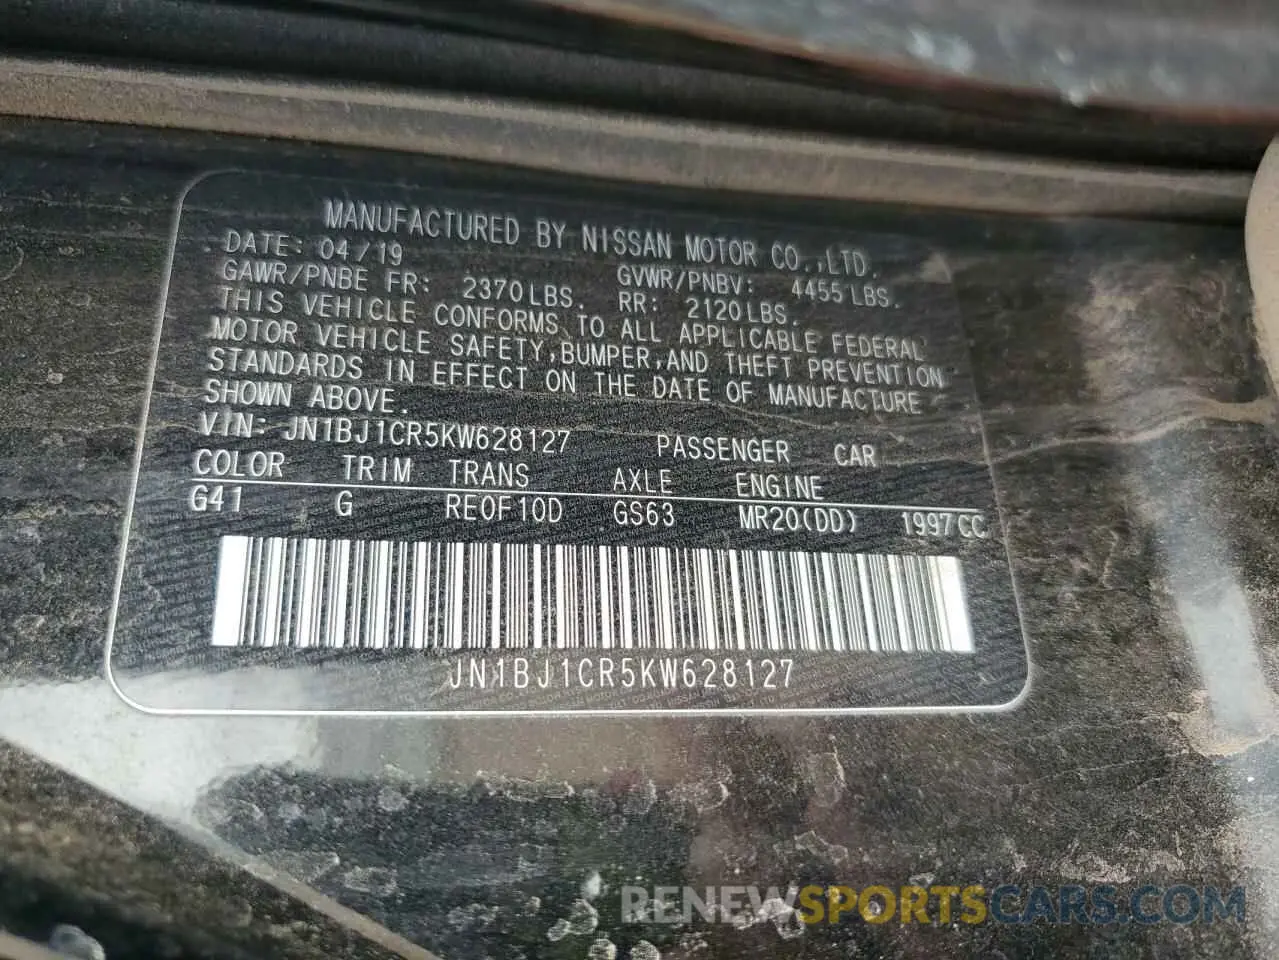 MANUFACTURED BY NISSAN MOTOR CO.,LTD.
DATE: 04/19
GAWR/PNBE FR: 2370LBS. GVWR/PNBV: 4455LBS.
RR: 2120LBS.
THIS VEHICLE CONFORMS TO ALL APPLICABLE FEDERAL
MOTOR VEHICLE SAFETY,BUMPER,AND THEFT PREVENTION
STANDARDS IN EFFECT ON THE DATE OF MANUFACTURE
SHOWN ABOVE.
VIN: JN1BJ1CR5KW628127 PASSENGER CAR
COLOR TRIM TRANS AXLE ENGINE
G41 G RE0F10D GS63 MR20(DD) 1997CC
JN1BJ1CR5KW628127
RENEWSPORTSCARS.COM